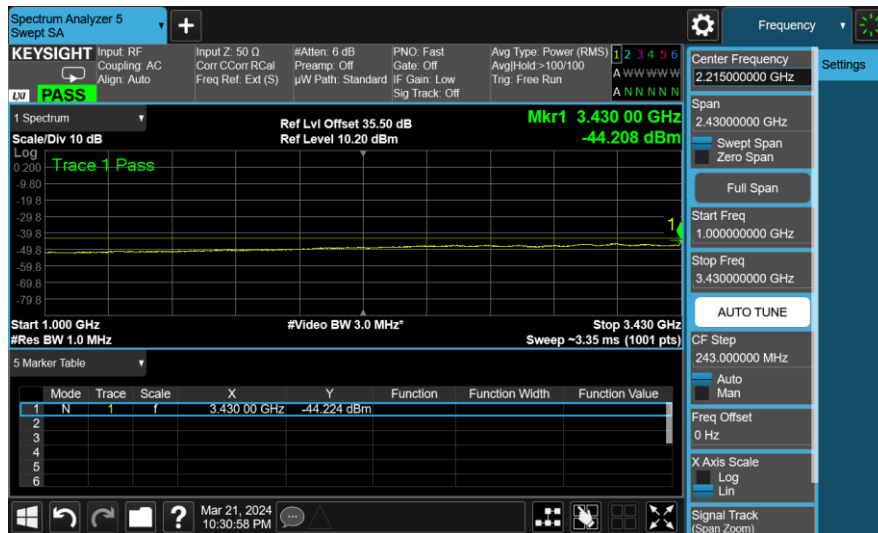 Spectrum Analyzer 5
Swept SA
Frequency
KEYSIGHT
Input: RF
Coupling: AC
Align: Auto
LXI
PASS
Input Z: 50 Ω
Corr CCorr RCal
Freq Ref: Ext (S)
#Atten: 6 dB
Preamp: Off
µW Path: Standard
PNO: Fast
Gate: Off
IF Gain: Low
Sig Track: Off
Avg Type: Power (RMS)
Avg|Hold:>100/100
Trig: Free Run
1 2 3 4 5 6
A W W W W W
A N N N N N
1 Spectrum
Scale/Div 10 dB
Ref Lvl Offset 35.50 dB
Ref Level 10.20 dBm
Mkr1 3.430 00 GHz
-44.208 dBm
Log
Trace 1 Pass
0.200
-9.80
-19.8
-29.8
-39.8
-49.8
-59.8
-69.8
-79.8
1
Start 1.000 GHz
#Video BW 3.0 MHz*
Stop 3.430 GHz
#Res BW 1.0 MHz
Sweep ~3.35 ms (1001 pts)
5 Marker Table
Mode Trace Scale X Y Function Function Width Function Value
1 N 1 f 3.430 00 GHz -44.224 dBm
2
3
4
5
6
Mar 21, 2024
10:30:58 PM
Center Frequency
2.215000000 GHz
Settings
Span
2.43000000 GHz
Swept Span
Zero Span
Full Span
Start Freq
1.000000000 GHz
Stop Freq
3.430000000 GHz
AUTO TUNE
CF Step
243.000000 MHz
Auto
Man
Freq Offset
0 Hz
X Axis Scale
Log
Lin
Signal Track
(Span Zoom)